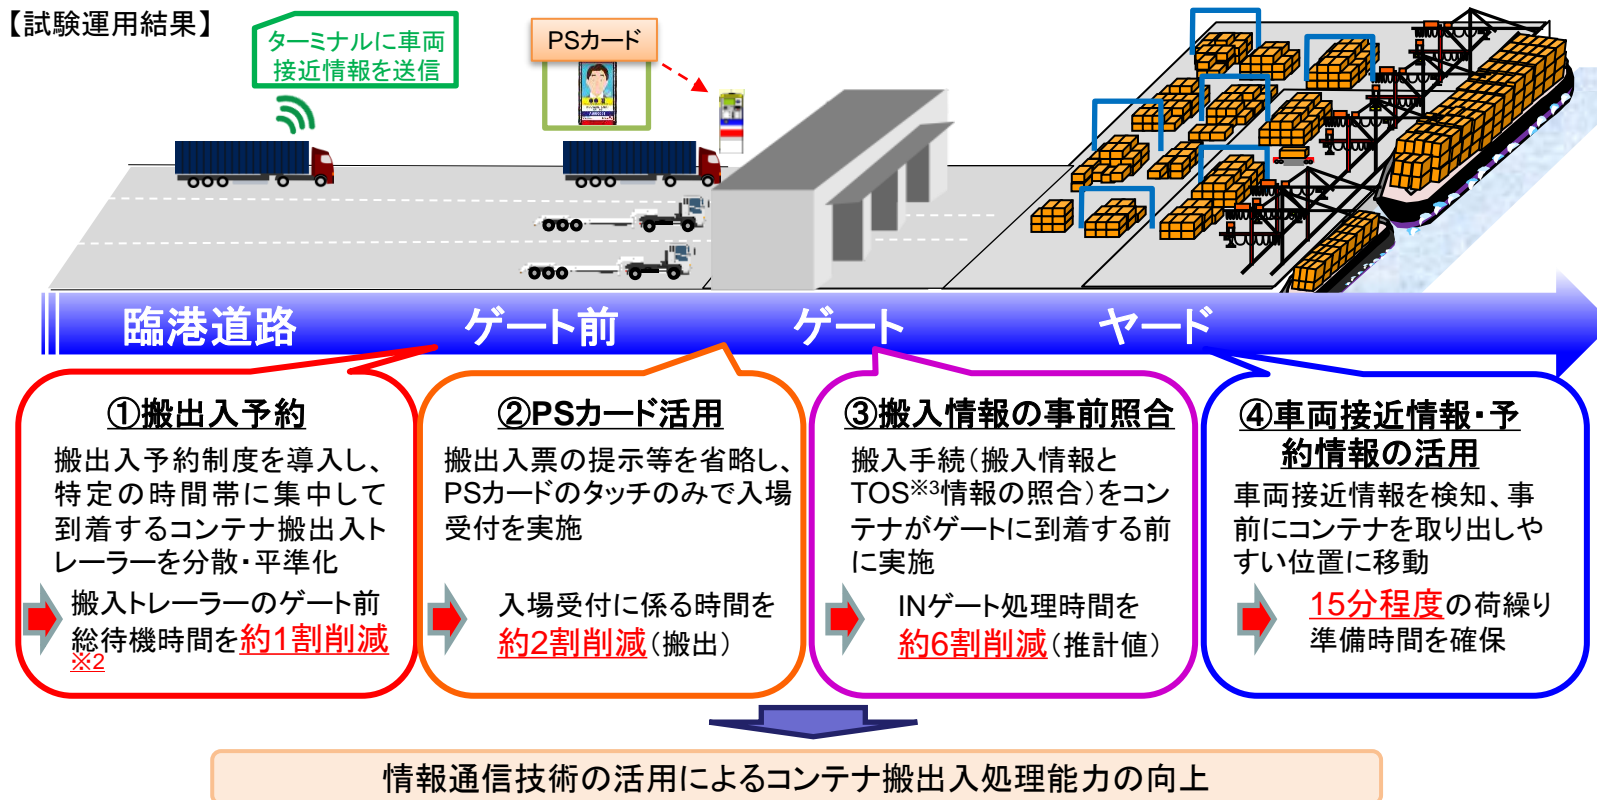 【試験運用結果】
ターミナルに車両
接近情報を送信
PSカード
臨港道路
ゲート前
ゲート
ヤード
①搬出入予約
搬出入予約制度を導入し、
特定の時間帯に集中して
到着するコンテナ搬出入ト
レーラーを分散・平準化
搬入トレーラーのゲート前
総待機時間を約1割削減
※2
②PSカード活用
搬出入票の提示等を省略し、
PSカードのタッチのみで入場
受付を実施
入場受付に係る時間を
約2割削減(搬出)
③搬入情報の事前照合
搬入手続(搬入情報と
TOS※3情報の照合)をコン
テナがゲートに到着する前
に実施
INゲート処理時間を
約6割削減(推計値)
④車両接近情報・予
約情報の活用
車両接近情報を検知、事
前にコンテナを取り出しや
すい位置に移動
15分程度の荷繰り
準備時間を確保
情報通信技術の活用によるコンテナ搬出入処理能力の向上